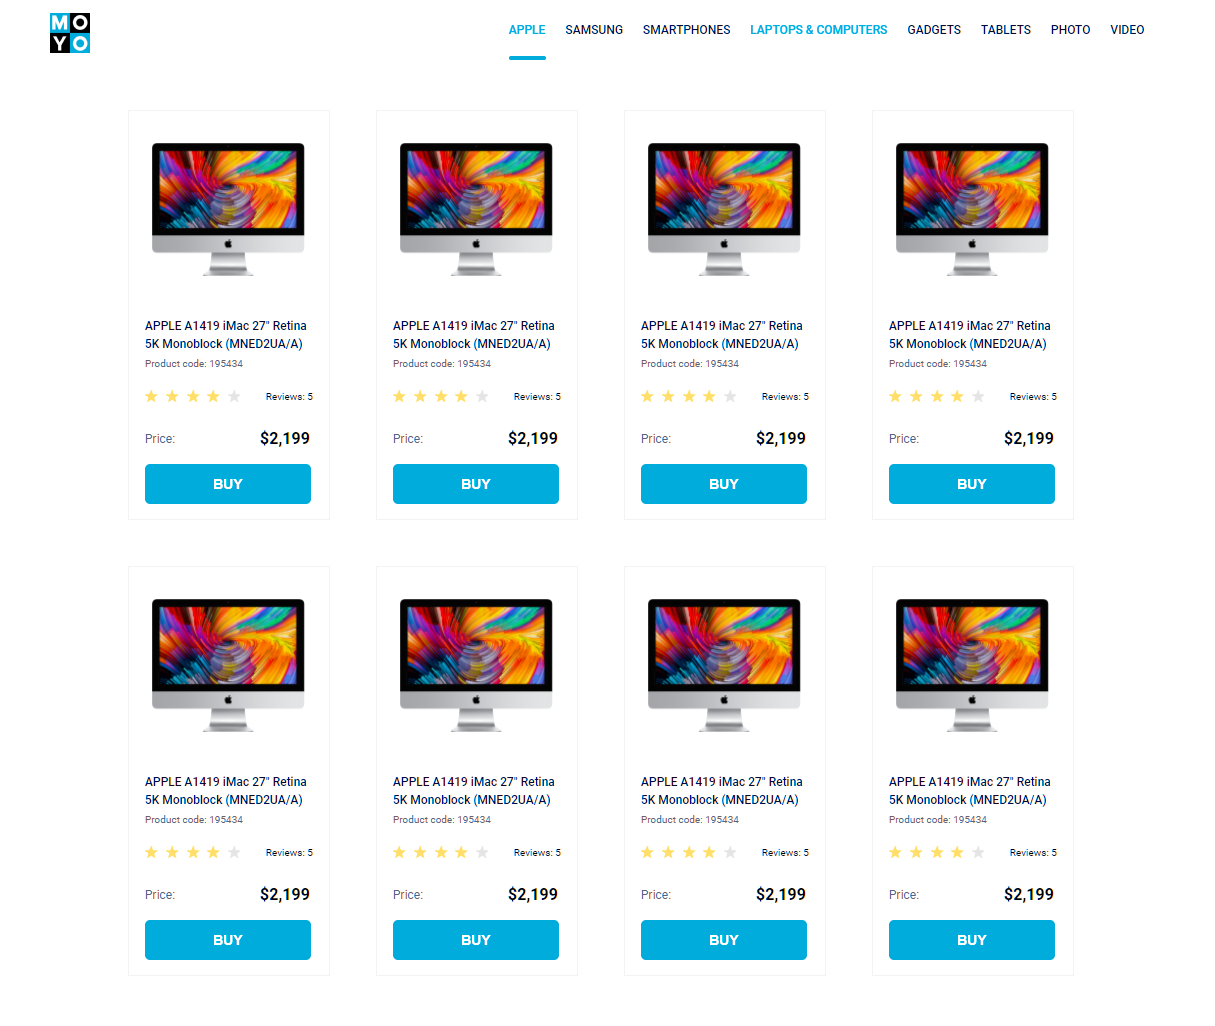 MOYO
APPLE SAMSUNG SMARTPHONES LAPTOPS & COMPUTERS GADGETS TABLETS PHOTO VIDEO
APPLE A1419 iMac 27" Retina
5K Monoblock (MNED2UA/A)
Product code: 195434
Reviews: 5
Price: $2,199
BUY
APPLE A1419 iMac 27" Retina
5K Monoblock (MNED2UA/A)
Product code: 195434
Reviews: 5
Price: $2,199
BUY
APPLE A1419 iMac 27" Retina
5K Monoblock (MNED2UA/A)
Product code: 195434
Reviews: 5
Price: $2,199
BUY
APPLE A1419 iMac 27" Retina
5K Monoblock (MNED2UA/A)
Product code: 195434
Reviews: 5
Price: $2,199
BUY
APPLE A1419 iMac 27" Retina
5K Monoblock (MNED2UA/A)
Product code: 195434
Reviews: 5
Price: $2,199
BUY
APPLE A1419 iMac 27" Retina
5K Monoblock (MNED2UA/A)
Product code: 195434
Reviews: 5
Price: $2,199
BUY
APPLE A1419 iMac 27" Retina
5K Monoblock (MNED2UA/A)
Product code: 195434
Reviews: 5
Price: $2,199
BUY
APPLE A1419 iMac 27" Retina
5K Monoblock (MNED2UA/A)
Product code: 195434
Reviews: 5
Price: $2,199
BUY